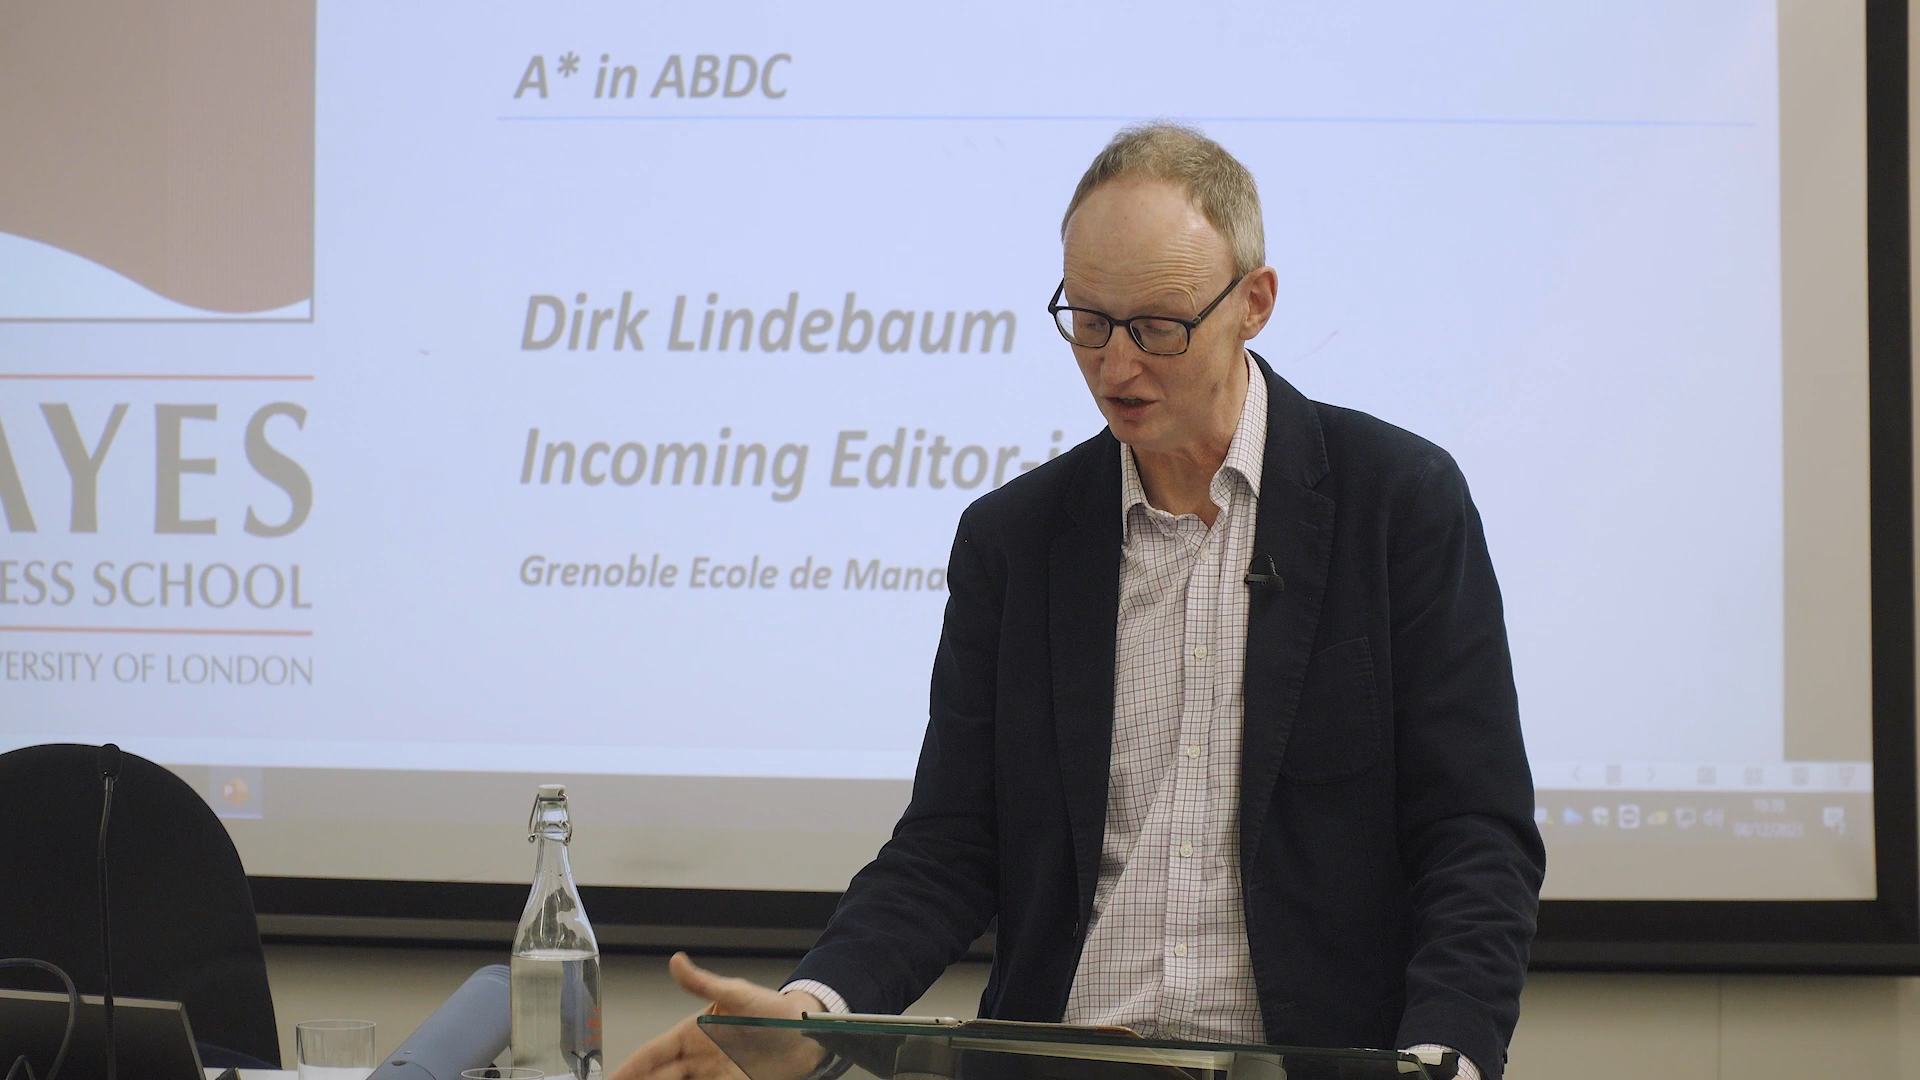 A* in ABDC
Dirk Lindebaum
Incoming Editor-i
Grenoble Ecole de Mana
AYES
ESS SCHOOL
VERSITY OF LONDON